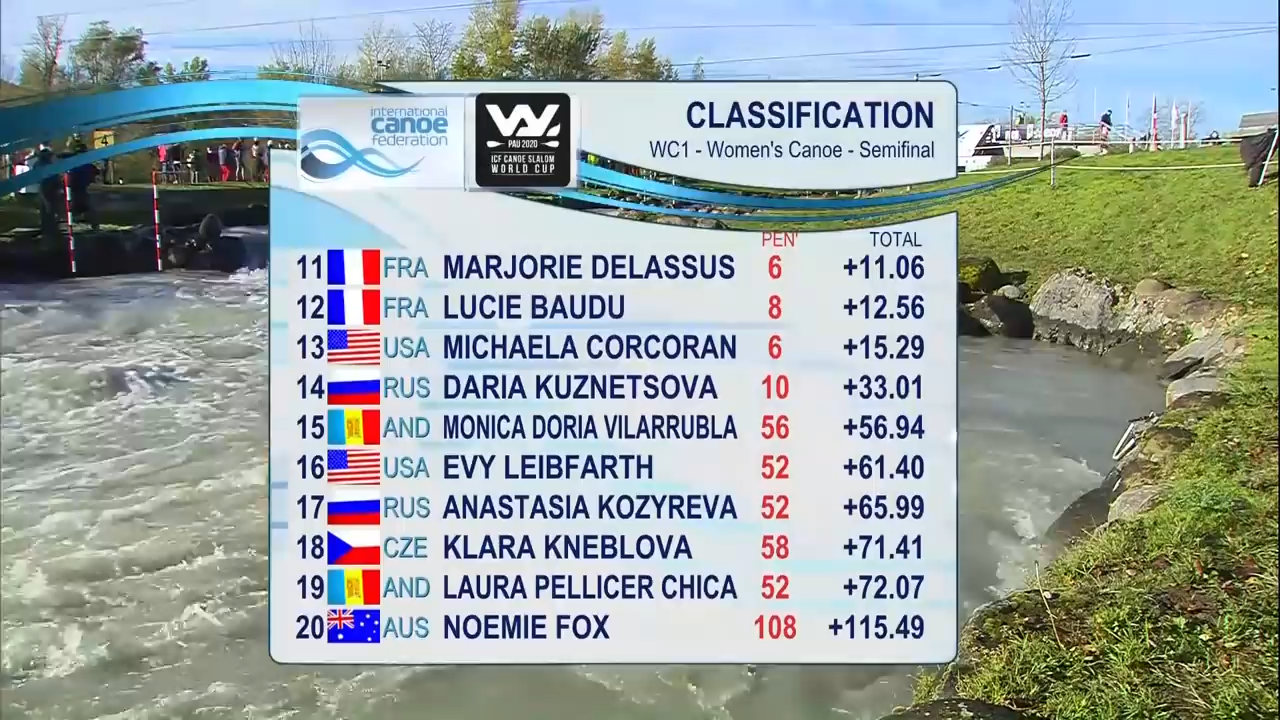 international
canoe
federation
PAU 2020
ICF CANOE SLALOM
WORLD CUP
CLASSIFICATION
WC1 - Women's Canoe - Semifinal
PEN' TOTAL
11 FRA MARJORIE DELASSUS 6 +11.06
12 FRA LUCIE BAUDU 8 +12.56
13 USA MICHAELA CORCORAN 6 +15.29
14 RUS DARIA KUZNETSOVA 10 +33.01
15 AND MONICA DORIA VILARRUBLA 56 +56.94
16 USA EVY LEIBFARTH 52 +61.40
17 RUS ANASTASIA KOZYREVA 52 +65.99
18 CZE KLARA KNEBLOVA 58 +71.41
19 AND LAURA PELLICER CHICA 52 +72.07
20 AUS NOEMIE FOX 108 +115.49